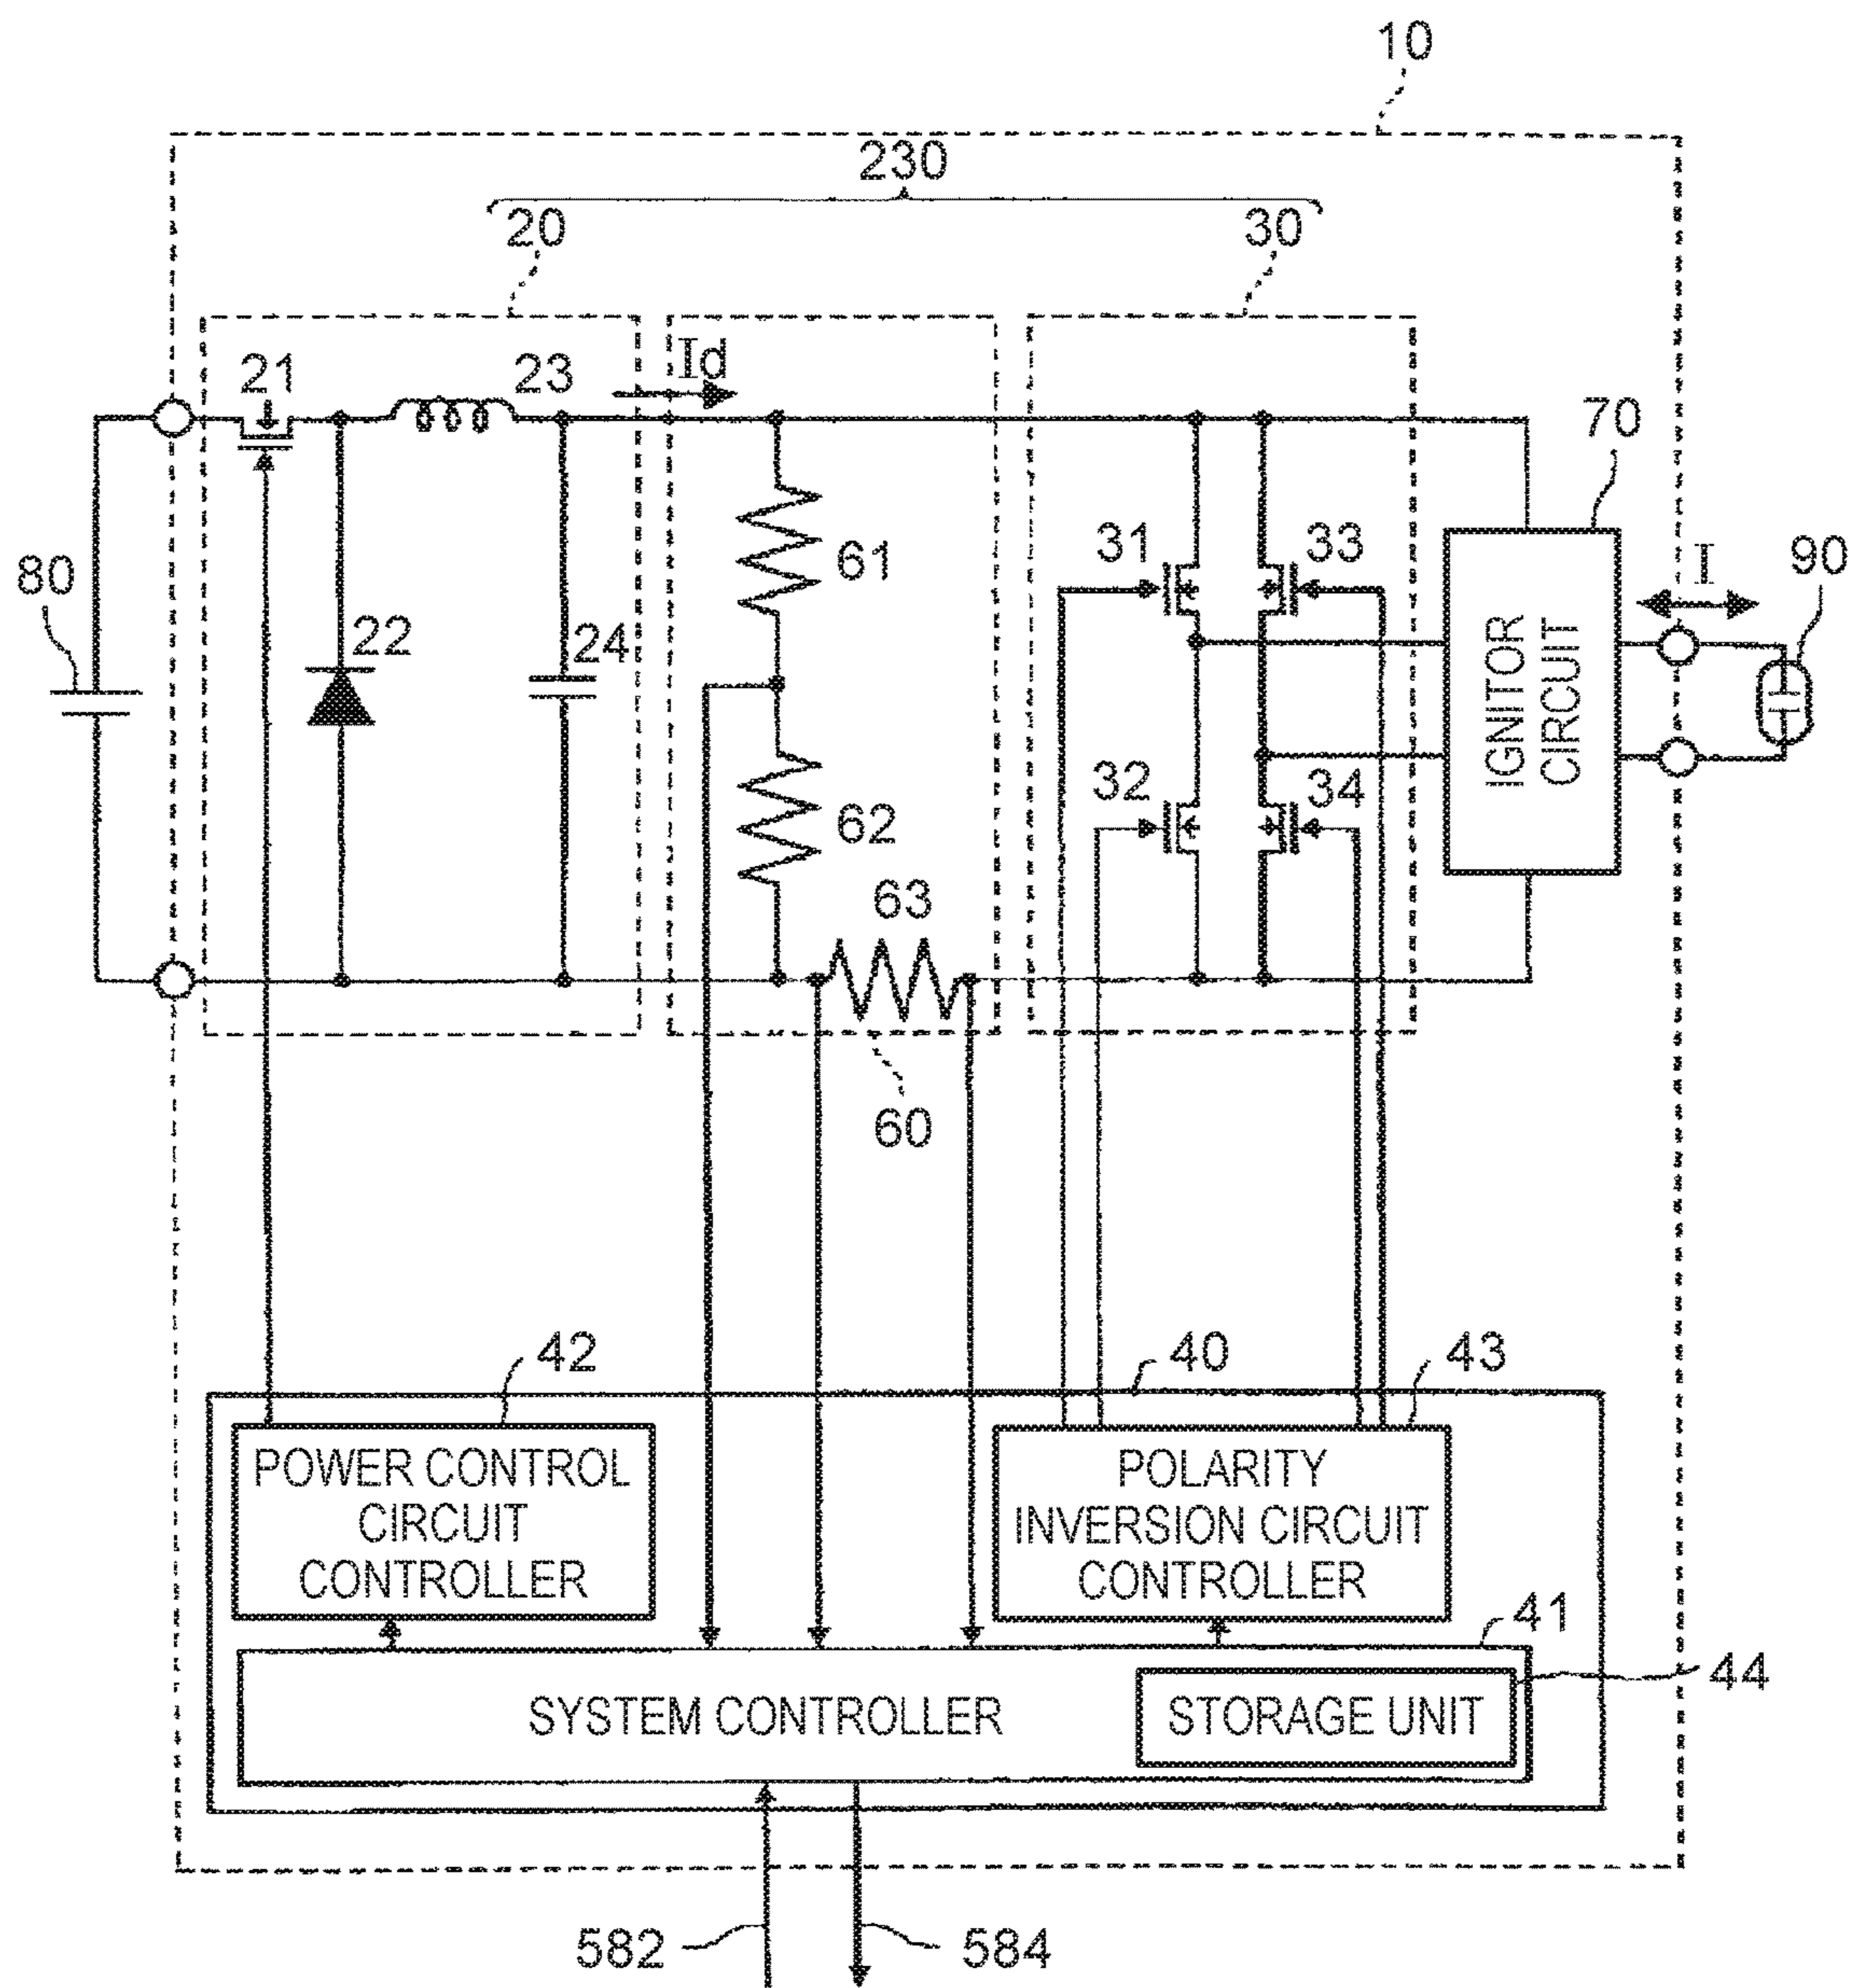 10
230
20
30
21
23
Id
70
31
33
I
90
80
61
22
24
IGNITOR
CIRCUIT
32
34
62
63
60
42
40
43
POWER CONTROL
CIRCUIT
CONTROLLER
POLARITY
INVERSION CIRCUIT
CONTROLLER
41
44
SYSTEM CONTROLLER
STORAGE UNIT
582
584